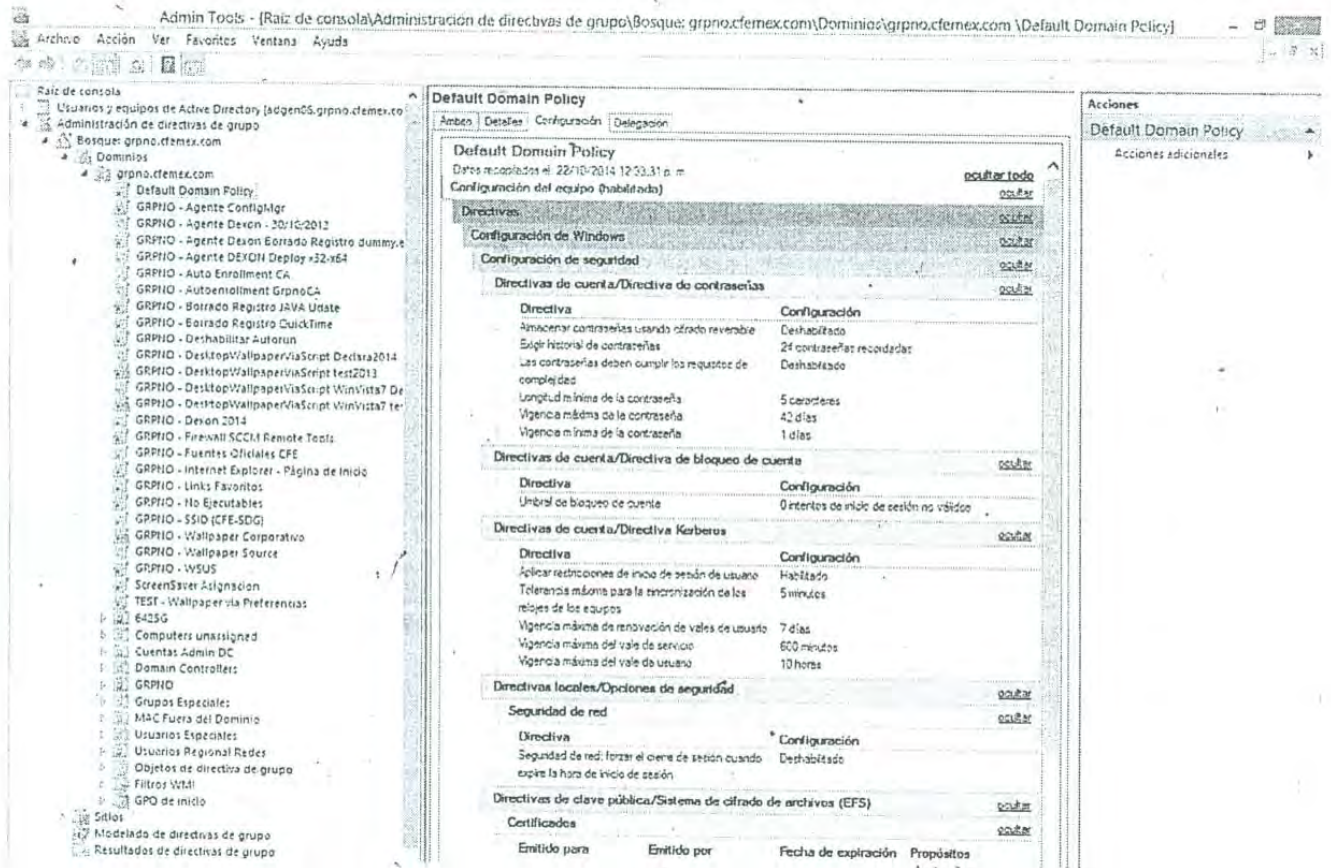 Admin Tools - [Raíz de consola\Administración de directivas de grupo\Bosque: grpno.cfemex.com\Dominios\grpno.cfemex.com \Default Domain Policy]
Archivo Acción Ver Favoritos Ventana Ayuda
Raíz de consola
Usuarios y equipos de Active Directory [adgen05.grpno.cfemex.co
Administración de directivas de grupo
Bosque: grpno.cfemex.com
Dominios
grpno.cfemex.com
Default Domain Policy
GRPNO - Agente ConfigMgr
GRPNO - Agente Dexon - 30/10/2012
GRPNO - Agente Dexon Borrado Registro dummy.e
GRPNO - Agente DEXON Deploy x32-x64
GRPNO - Auto Enrollment CA
GRPNO - Autoenrollment GrpnoCA
GRPNO - Borrado Registro JAVA Udate
GRPNO - Borrado Registro QuickTime
GRPNO - Deshabilitar Autorun
GRPNO - DesktopWallpaperViaScript Declara2014
GRPNO - DesktopWallpaperViaScript test2013
GRPNO - DesktopWallpaperViaScript WinVista7 De
GRPNO - DesktopWallpaperViaScript WinVista7 te
GRPNO - Dexon 2014
GRPNO - Firewall SCCM Remote Tools
GRPNO - Fuentes Oficiales CFE
GRPNO - Internet Explorer - Página de Inicio
GRPNO - Links Favoritos
GRPNO - No Ejecutables
GRPNO - SSID (CFE-SDG)
GRPNO - Wallpaper Corporativo
GRPNO - Wallpaper Source
GRPNO - WSUS
ScreenSaver Asignacion
TEST - Wallpaper via Preferencias
6425G
Computers unassigned
Cuentas Admin DC
Domain Controllers
GRPNO
Grupos Especiales
MAC Fuera del Dominio
Usuarios Especiales
Usuarios Regional Redes
Objetos de directiva de grupo
Filtros WMI
GPO de inicio
Sitios
Modelado de directivas de grupo
Resultados de directivas de grupo
Default Domain Policy
Ámbito Detalles Configuración Delegación
Default Domain Policy
Datos recopilados el: 22/10/2014 12:33:31 p. m. ocultar todo
Configuración del equipo (habilitada) ocultar
Directivas ocultar
Configuración de Windows ocultar
Configuración de seguridad ocultar
Directivas de cuenta/Directiva de contraseñas ocultar
Directiva Configuración
Almacenar contraseñas usando cifrado reversible Deshabilitado
Exigir historial de contraseñas 24 contraseñas recordadas
Las contraseñas deben cumplir los requisitos de Deshabilitado
complejidad
Longitud mínima de la contraseña 5 caracteres
Vigencia máxima de la contraseña 42 días
Vigencia mínima de la contraseña 1 días
Directivas de cuenta/Directiva de bloqueo de cuenta ocultar
Directiva Configuración
Umbral de bloqueo de cuenta 0 intentos de inicio de sesión no válidos
Directivas de cuenta/Directiva Kerberos ocultar
Directiva Configuración
Aplicar restricciones de inicio de sesión de usuario Habilitado
Tolerancia máxima para la sincronización de los 5 minutos
relojes de los equipos
Vigencia máxima de renovación de vales de usuario 7 días
Vigencia máxima del vale de servicio 600 minutos
Vigencia máxima del vale de usuario 10 horas
Directivas locales/Opciones de seguridad ocultar
Seguridad de red ocultar
Directiva Configuración
Seguridad de red: forzar el cierre de sesión cuando Deshabilitado
expire la hora de inicio de sesión
Directivas de clave pública/Sistema de cifrado de archivos (EFS) ocultar
Certificados ocultar
Emitido para Emitido por Fecha de expiración Propósitos
Acciones
Default Domain Policy
Acciones adicionales